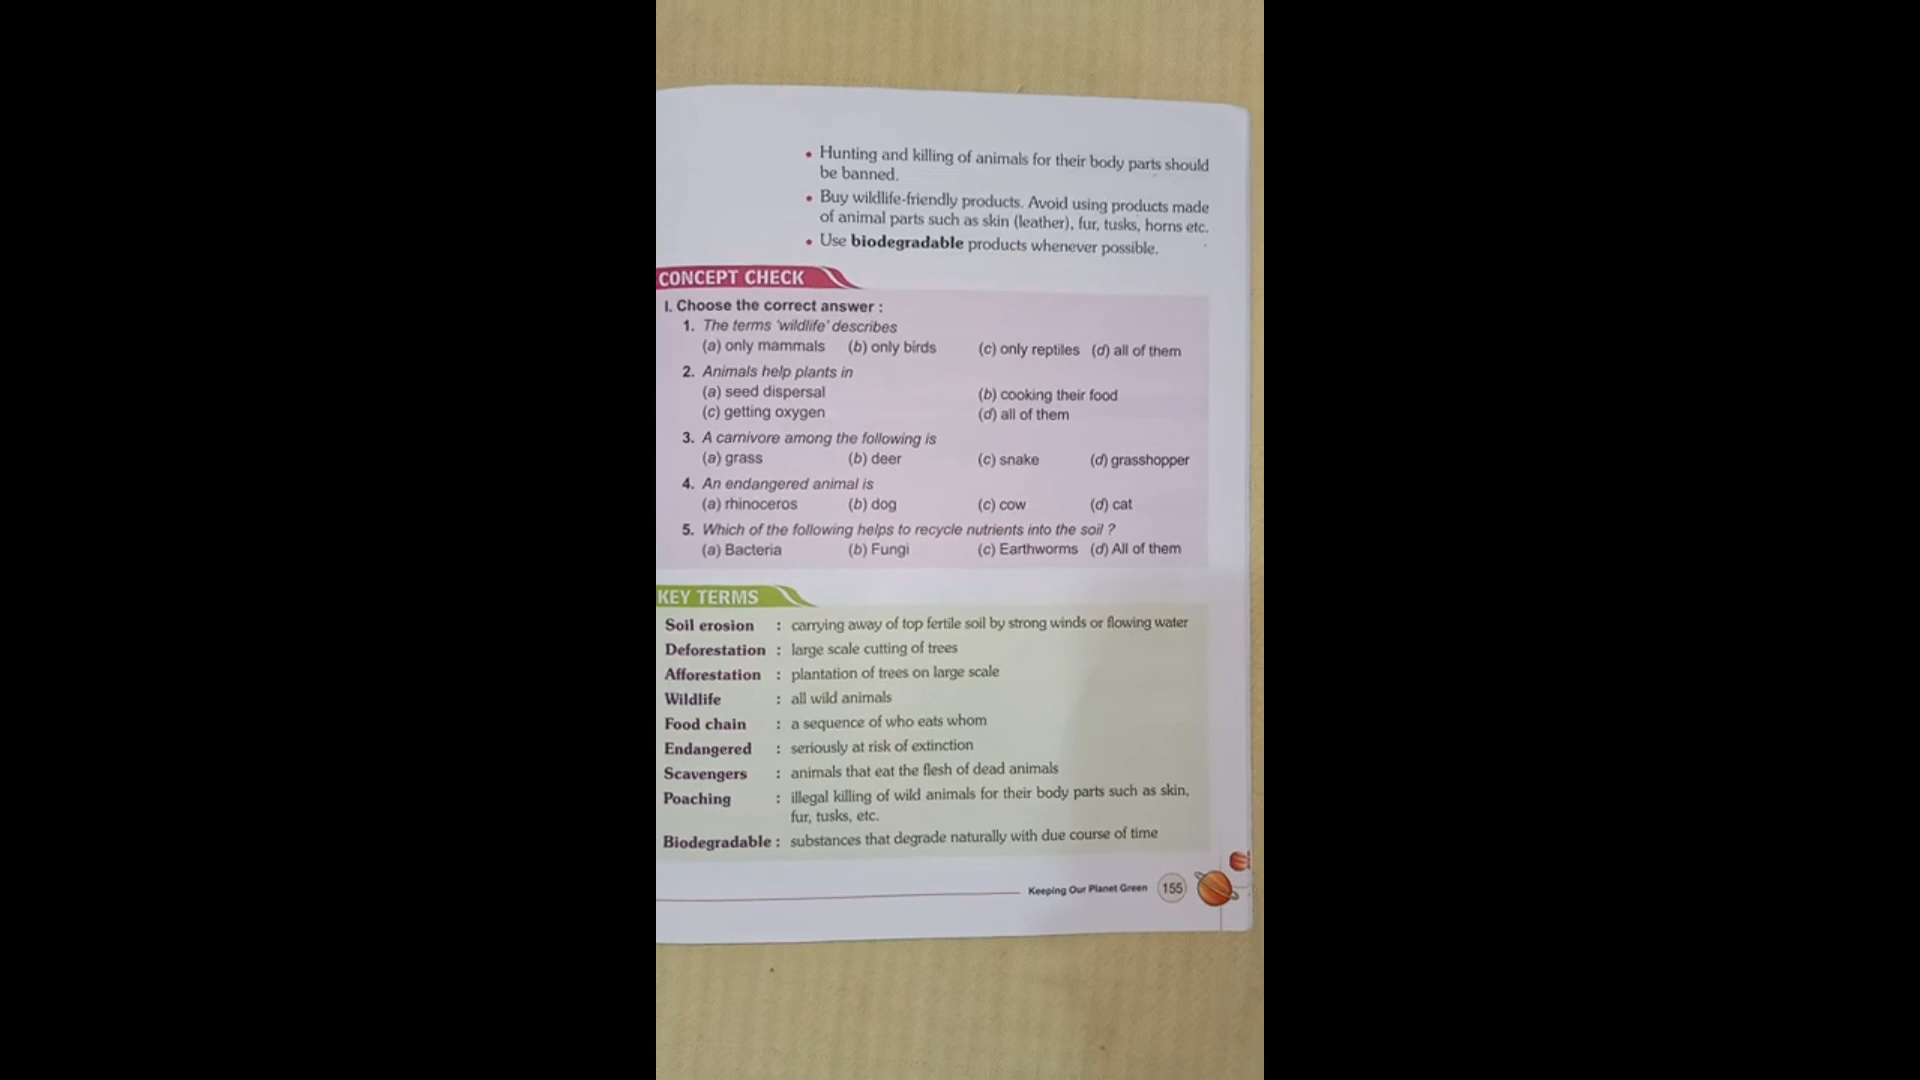 • Hunting and killing of animals for their body parts should
be banned.
• Buy wildlife-friendly products. Avoid using products made
of animal parts such as skin (leather), fur, tusks, horns etc.
• Use biodegradable products whenever possible.
CONCEPT CHECK
I. Choose the correct answer :
1. The terms ‘wildlife’ describes
(a) only mammals (b) only birds (c) only reptiles (d) all of them
2. Animals help plants in
(a) seed dispersal (b) cooking their food
(c) getting oxygen (d) all of them
3. A carnivore among the following is
(a) grass (b) deer (c) snake (d) grasshopper
4. An endangered animal is
(a) rhinoceros (b) dog (c) cow (d) cat
5. Which of the following helps to recycle nutrients into the soil ?
(a) Bacteria (b) Fungi (c) Earthworms (d) All of them
KEY TERMS
Soil erosion : carrying away of top fertile soil by strong winds or flowing water
Deforestation : large scale cutting of trees
Afforestation : plantation of trees on large scale
Wildlife : all wild animals
Food chain : a sequence of who eats whom
Endangered : seriously at risk of extinction
Scavengers : animals that eat the flesh of dead animals
Poaching : illegal killing of wild animals for their body parts such as skin,
fur, tusks, etc.
Biodegradable : substances that degrade naturally with due course of time
Keeping Our Planet Green 155